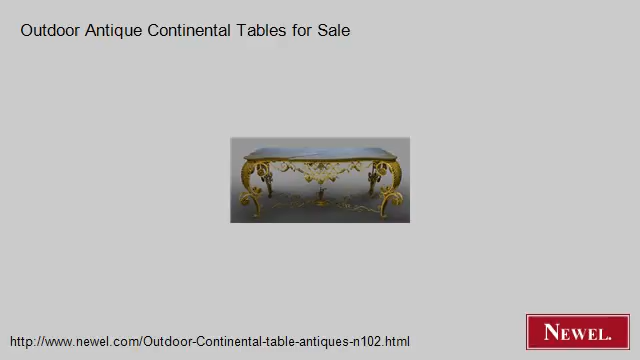 Outdoor Antique Continental Tables for Sale
http://www.newel.com/Outdoor-Continental-table-antiques-n102.html
NEWEL.